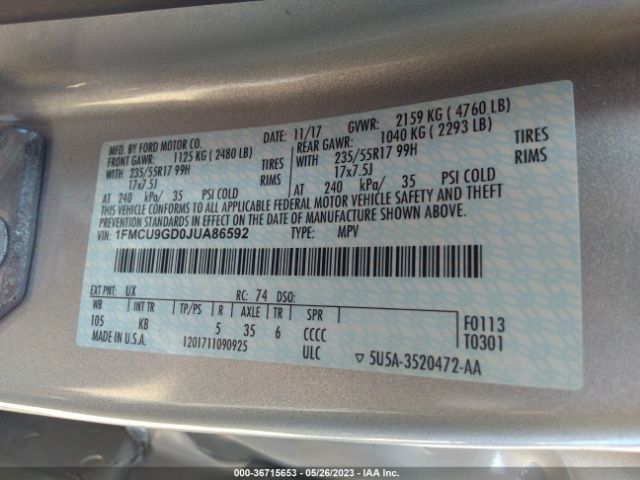 MFD. BY FORD MOTOR CO.
DATE: 11/17
GVWR: 2159 KG ( 4760 LB)
FRONT GAWR: 1125 KG ( 2480 LB)
REAR GAWR: 1040 KG ( 2293 LB)
WITH 235/55R17 99H TIRES
WITH 235/55R17 99H TIRES
17x7.5J RIMS
17x7.5J RIMS
AT 240 kPa/ 35 PSI COLD
AT 240 kPa/ 35 PSI COLD
THIS VEHICLE CONFORMS TO ALL APPLICABLE FEDERAL MOTOR VEHICLE SAFETY AND THEFT
PREVENTION STANDARDS IN EFFECT ON THE DATE OF MANUFACTURE SHOWN ABOVE.
VIN: 1FMCU9GD0JUA86592
TYPE: MPV
EXT PNT: UX RC: 74 DSO:
WB INT TR TP/PS R AXLE TR SPR
105 KB 5 35 6 CCCC
F0113
T0301
MADE IN U.S.A. 1201711090925 ULC
▽ 5U5A-3520472-AA
000-36715653 - 05/26/2023 - IAA Inc.